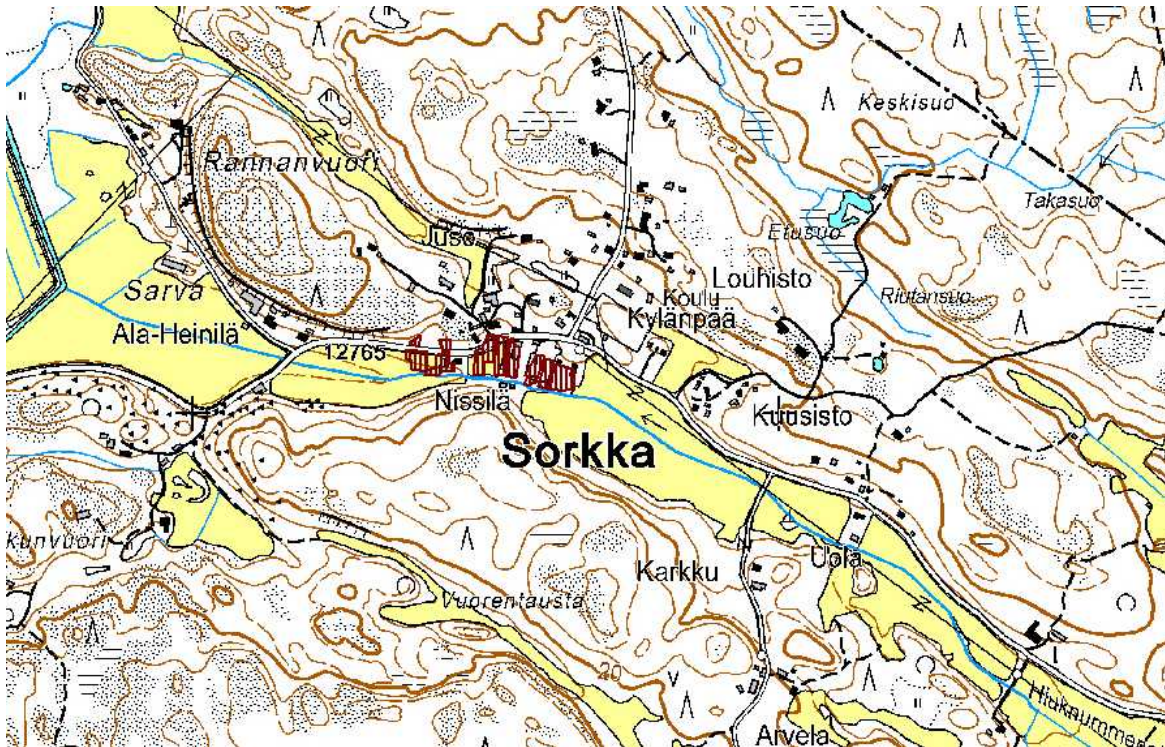 Keskisuo
Rannanvuori
Takasuo
Juso
Etusuo
Louhisto
Riutansuo
Sarva
Koulu
Kylänpää
Ala-Heinilä
12765
Nissilä
Kuusisto
Sorkka
kunvuori
Karkku
Uola
Vuorentausta
20
Hiuknummen
Arvela